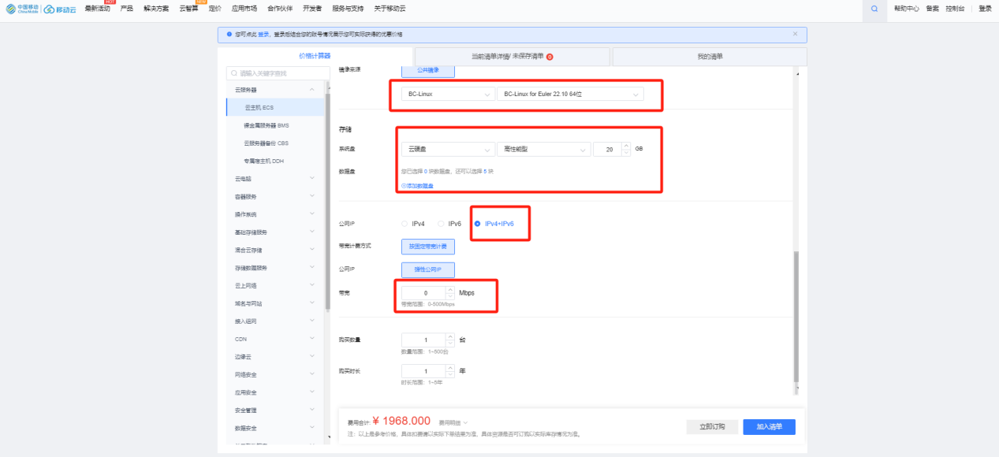 中国移动 China Mobile 移动云 最新活动 HOT 产品 解决方案 云智算 NEW 定价 应用市场 合作伙伴 开发者 服务与支持 关于移动云 帮助中心 备案 控制台 登录
您可点此 登录，登录后结合您的账号情况展示您可实际获得的优惠价格
价格计算器 当前清单详情/ 未保存清单 0 我的清单
请输入关键字查找
云服务器
云主机 ECS
裸金属服务器 BMS
云服务器备份 CBS
专属宿主机 DDH
云电脑
容器服务
操作系统
基础存储服务
混合云存储
存储数据服务
云上网络
域名与网站
接入组网
CDN
边缘云
网络安全
应用安全
安全管理
数据安全
镜像来源 公共镜像
BC-Linux BC-Linux for Euler 22.10 64位
存储
系统盘 云硬盘 高性能型 20 GB
数据盘 您已选择 0 块数据盘，还可以选择 5 块
添加数据盘
公网IP IPv4 IPv6 IPv4+IPv6
带宽计费方式 按固定带宽计费
公网IP 弹性公网IP
带宽 0 Mbps
带宽范围：0-500Mbps
购买数量 1 台
数量范围：1~500台
购买时长 1 年
时长范围：1~5年
费用合计: ¥ 1968.000 费用明细
注：以上是参考价格，具体扣费请以实际下单结果为准，具体资源是否可订购以实际库存情况为准。
立即订购 加入清单